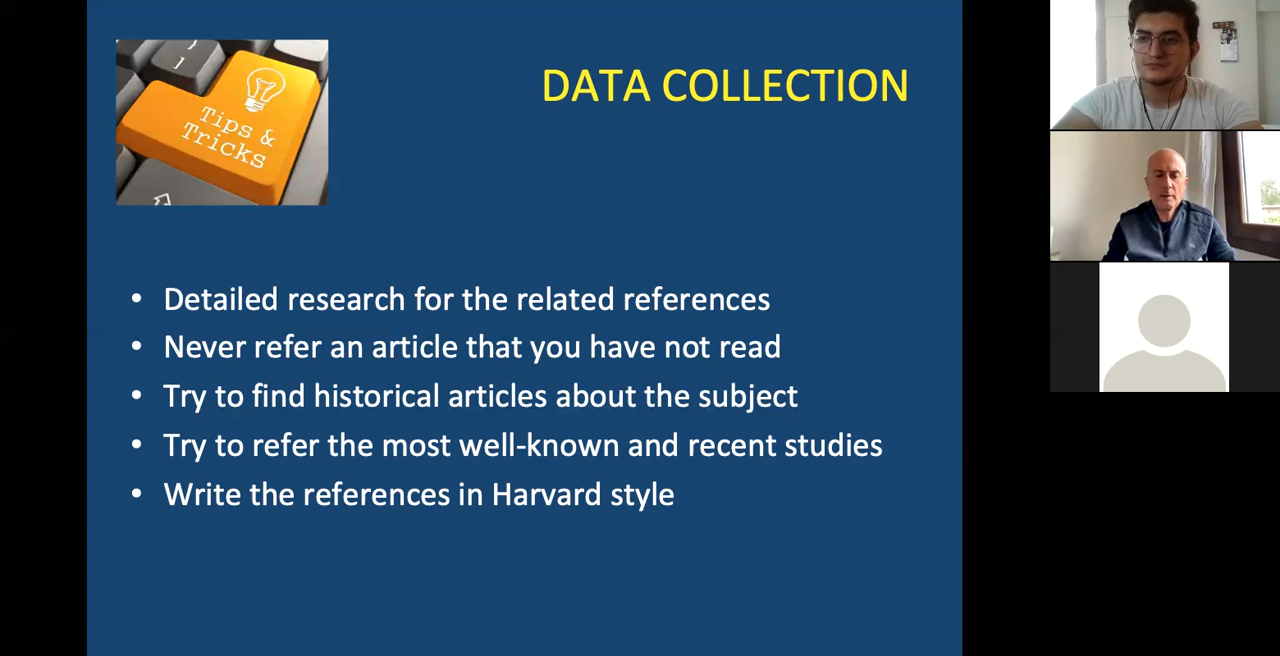 Tips &
Tricks
DATA COLLECTION
• Detailed research for the related references
• Never refer an article that you have not read
• Try to find historical articles about the subject
• Try to refer the most well-known and recent studies
• Write the references in Harvard style